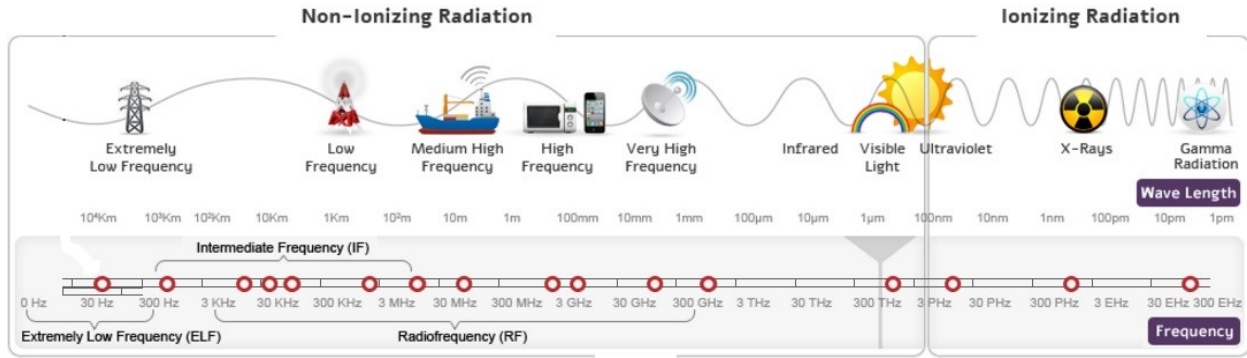 Non-Ionizing Radiation
Ionizing Radiation
Extremely
Low Frequency
Low
Frequency
Medium High
Frequency
High
Frequency
Very High
Frequency
Infrared
Visible
Light
Ultraviolet
X-Rays
Gamma
Radiation
Wave Length
10⁴Km 10³Km 10²Km 10Km 1Km 10²m 10m 1m 100mm 10mm 1mm 100µm 10µm 1µm 100nm 10nm 1nm 100pm 10pm 1pm
Intermediate Frequency (IF)
0 Hz 30 Hz 300 Hz 3 KHz 30 KHz 300 KHz 3 MHz 30 MHz 300 MHz 3 GHz 30 GHz 300 GHz 3 THz 30 THz 300 THz 3 PHz 30 PHz 300 PHz 3 EHz 30 EHz 300 EHz
Extremely Low Frequency (ELF)
Radiofrequency (RF)
Frequency